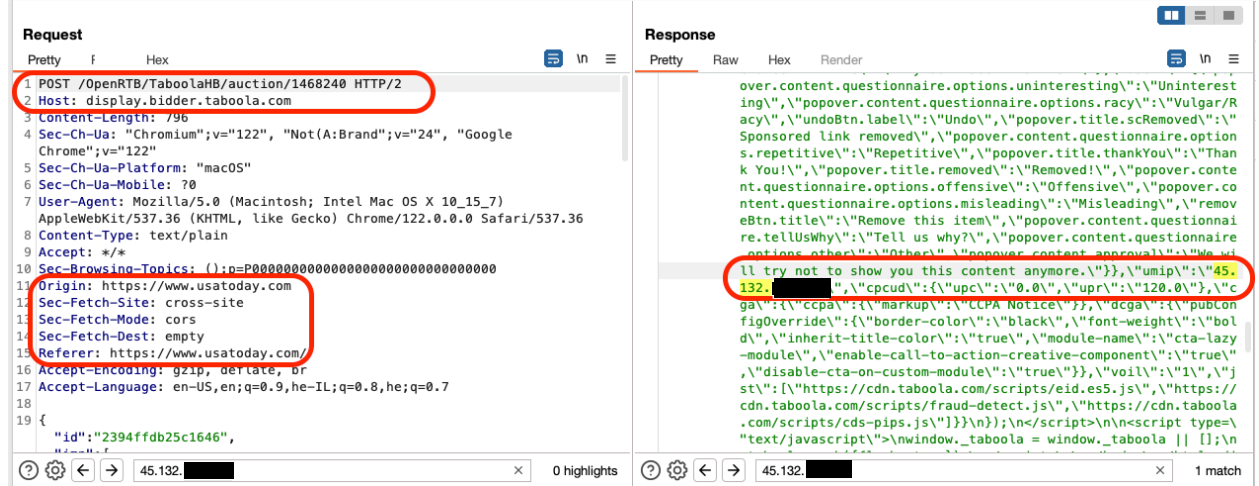 Request
Pretty
Hex
\n
1 POST /OpenRTB/TaboolaHB/auction/1468240 HTTP/2
2 Host: display.bidder.taboola.com
3 Content-Length: 796
4 Sec-Ch-Ua: "Chromium";v="122", "Not(A:Brand";v="24", "Google
Chrome";v="122"
5 Sec-Ch-Ua-Platform: "macOS"
6 Sec-Ch-Ua-Mobile: ?0
7 User-Agent: Mozilla/5.0 (Macintosh; Intel Mac OS X 10_15_7)
AppleWebKit/537.36 (KHTML, like Gecko) Chrome/122.0.0.0 Safari/537.36
8 Content-Type: text/plain
9 Accept: */*
10 Sec-Browsing-Topics: ();p=P0000000000000000000000000000000
11 Origin: https://www.usatoday.com
12 Sec-Fetch-Site: cross-site
13 Sec-Fetch-Mode: cors
14 Sec-Fetch-Dest: empty
15 Referer: https://www.usatoday.com/
16 Accept-Encoding: gzip, deflate, br
17 Accept-Language: en-US,en;q=0.9,he-IL;q=0.8,he;q=0.7
18
19 {
"id":"2394ffdb25c1646",
45.132.
0 highlights
Response
Pretty Raw Hex Render
\n
over.content.questionnaire.options.uninteresting\":\"Uninterest
ing\",\"popover.content.questionnaire.options.racy\":\"Vulgar/R
acy\",\"undoBtn.label\":\"Undo\",\"popover.title.scRemoved\":\"
Sponsored link removed\",\"popover.content.questionnaire.option
s.repetitive\":\"Repetitive\",\"popover.title.thankYou\":\"Than
k You!\",\"popover.title.removed\":\"Removed!\",\"popover.conte
nt.questionnaire.options.offensive\":\"Offensive\",\"popover.co
ntent.questionnaire.options.misleading\":\"Misleading\",\"remov
eBtn.title\":\"Remove this item\",\"popover.content.questionnai
re.tellUsWhy\":\"Tell us why?\",\"popover.content.questionnaire
.options.other\":\"Other\",\"popover.content.approval\":\"We wi
ll try not to show you this content anymore.\"}},\"umip\":\"45.
132. \",\"cpcud\":{\"upc\":\"0.0\",\"upr\":\"120.0\"},\"c
ga\":{\"ccpa\":{\"markup\":\"CCPA Notice\"}},\"dcga\":{\"pubCon
figOverride\":{\"border-color\":\"black\",\"font-weight\":\"bol
d\",\"inherit-title-color\":\"true\",\"module-name\":\"cta-lazy
-module\",\"enable-call-to-action-creative-component\":\"true\"
,\"disable-cta-on-custom-module\":\"true\"}},\"voil\":\"1\",\"j
st\":[\"https://cdn.taboola.com/scripts/eid.es5.js\",\"https://
cdn.taboola.com/scripts/fraud-detect.js\",\"https://cdn.taboola
.com/scripts/cds-pips.js\"]}}\n});\n</script>\n\n<script type=\
"text/javascript\">\nwindow._taboola = window._taboola || [];\n
45.132.
1 match